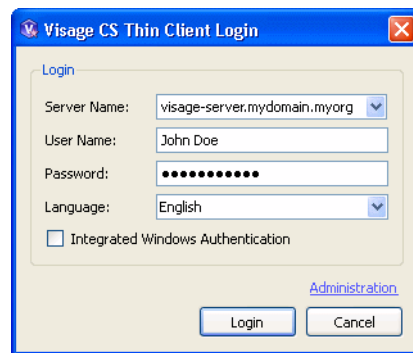 Visage CS Thin Client Login
Login
Server Name: visage-server.mydomain.myorg
User Name: John Doe
Password: ●●●●●●●●●●●
Language: English
Integrated Windows Authentication
Administration
Login Cancel